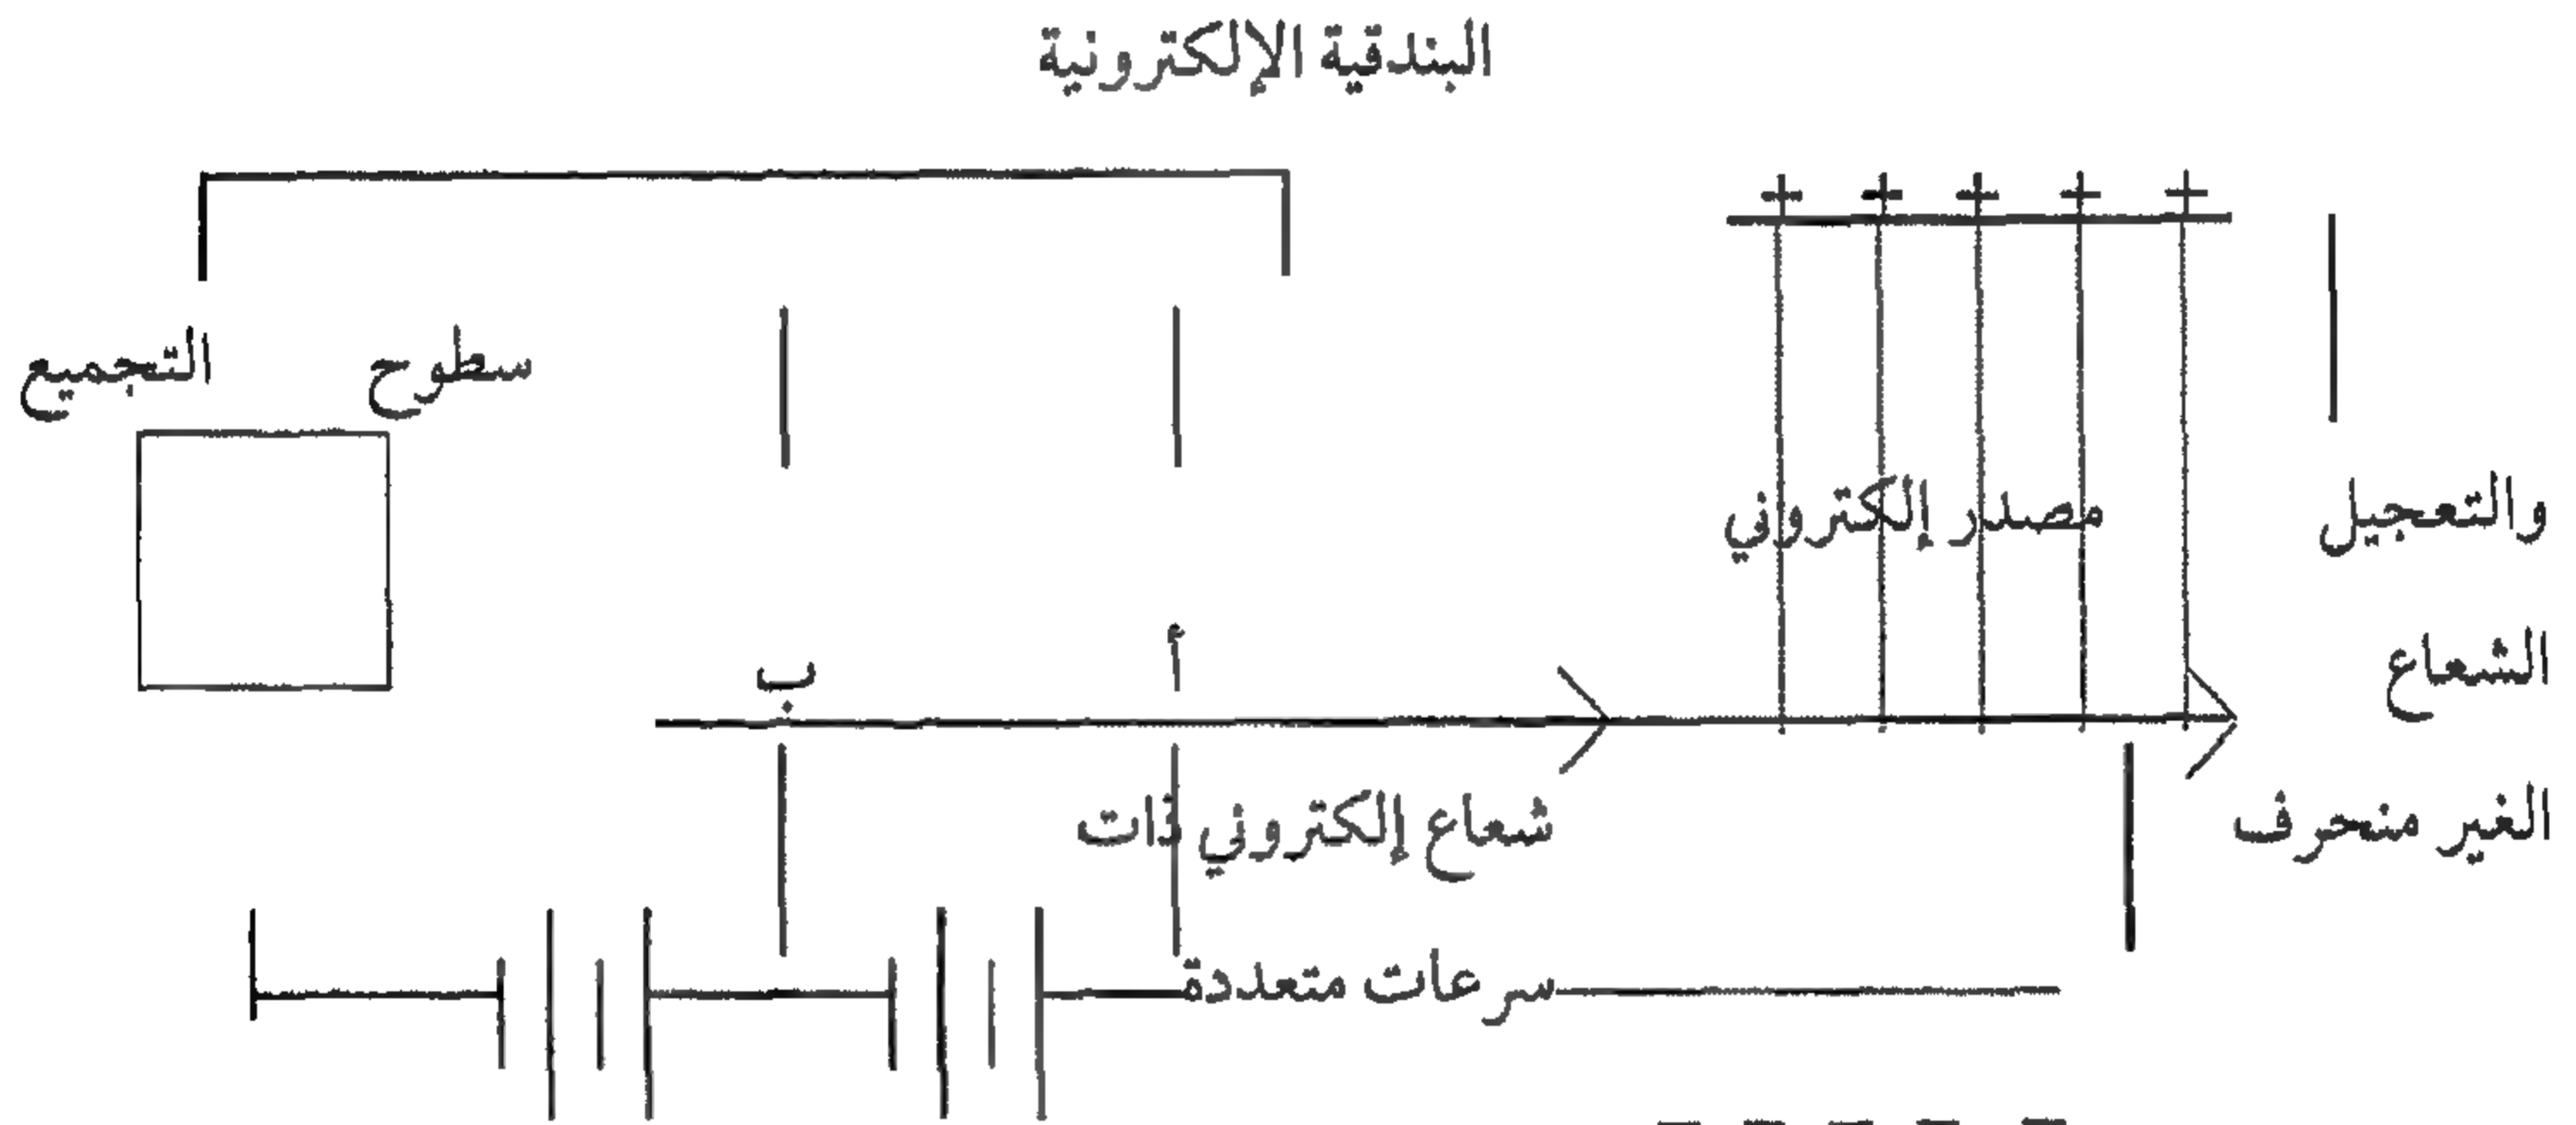 البندقية الإلكترونية
+ + + + +
سطوح التجميع
والتعجيل
مصدر إلكتروني
الشعاع
أ
ب
الغير منحرف
شعاع إلكتروني ذات
سرعات متعددة